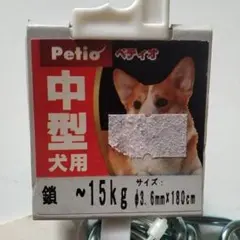 Petio ペティオ
中型
犬用
サイズ:
鎖 ~15kg φ3.6mm×180cm